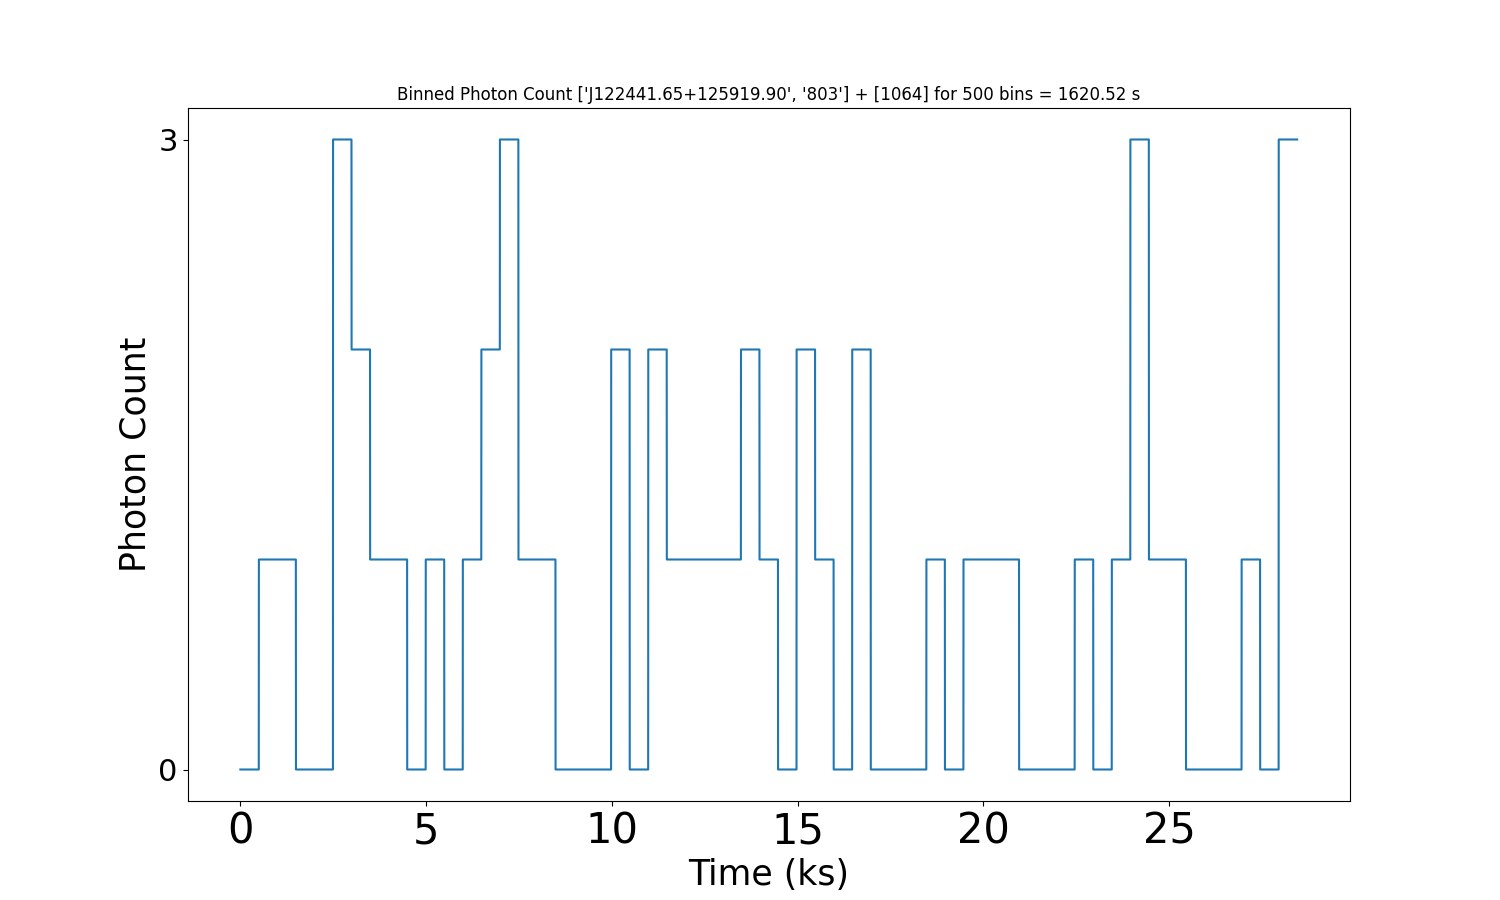 Binned Photon Count ['J122441.65+125919.90', '803'] + [1064] for 500 bins = 1620.52 s
3
Photon Count
0
0 5 10 15 20 25
Time (ks)